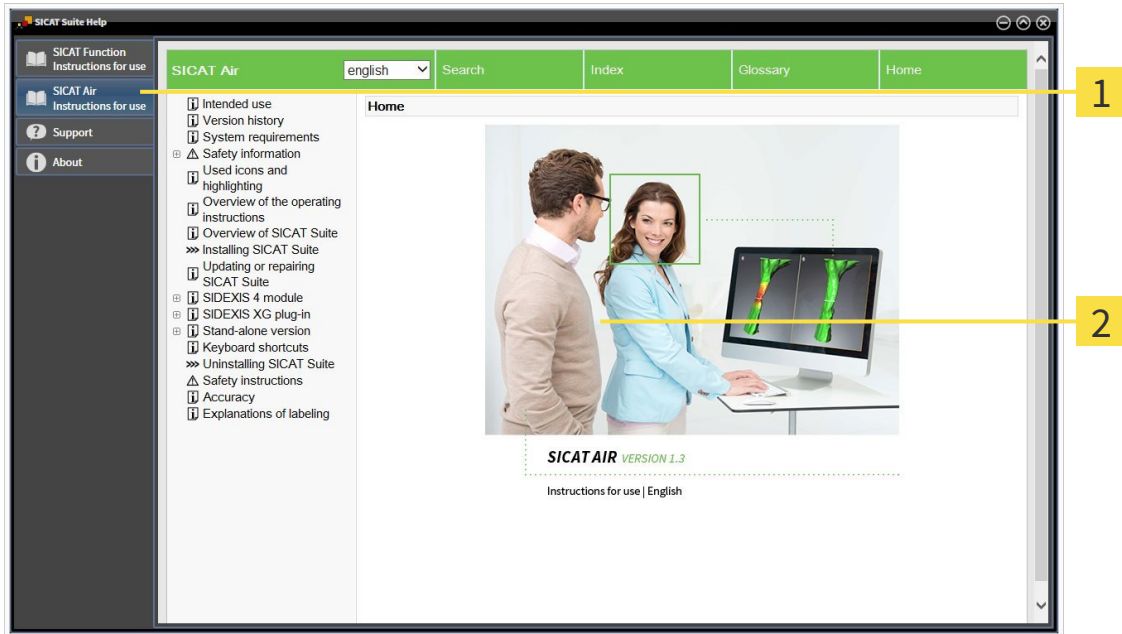 SICAT Suite Help
SICAT Function
Instructions for use
SICAT Air
Instructions for use
Support
About
SICAT Air
english
Search
Index
Glossary
Home
Intended use
Version history
System requirements
Safety information
Used icons and
highlighting
Overview of the operating
instructions
Overview of SICAT Suite
Installing SICAT Suite
Updating or repairing
SICAT Suite
SIDEXIS 4 module
SIDEXIS XG plug-in
Stand-alone version
Keyboard shortcuts
Uninstalling SICAT Suite
Safety instructions
Accuracy
Explanations of labeling
Home
SICAT AIR VERSION 1.3
Instructions for use | English
1
2